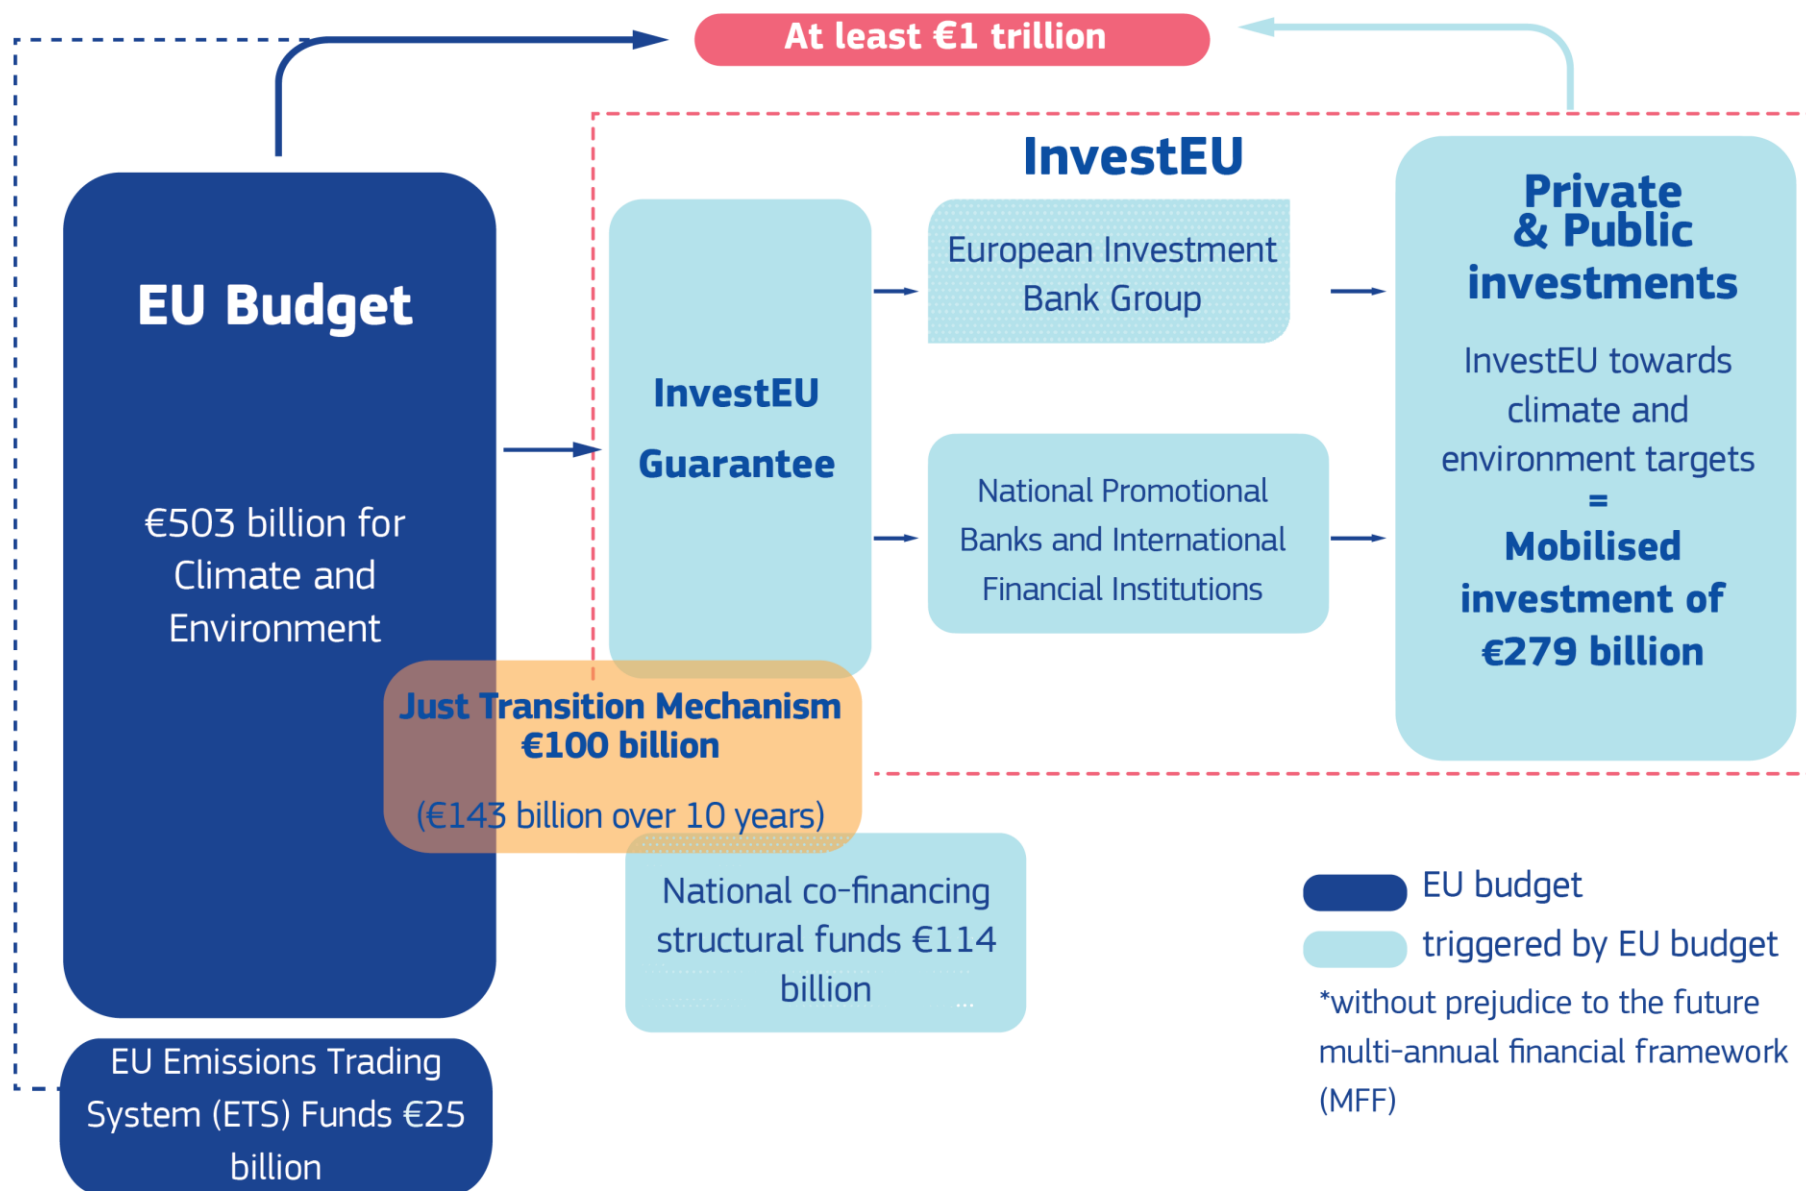 At least €1 trillion
InvestEU
EU Budget
€503 billion for
Climate and
Environment
InvestEU
Guarantee
European Investment
Bank Group
National Promotional
Banks and International
Financial Institutions
Private
& Public
investments
InvestEU towards
climate and
environment targets
=
Mobilised
investment of
€279 billion
Just Transition Mechanism
€100 billion
(€143 billion over 10 years)
National co-financing
structural funds €114
billion
...
EU Emissions Trading
System (ETS) Funds €25
billion
EU budget
triggered by EU budget
*without prejudice to the future
multi-annual financial framework
(MFF)